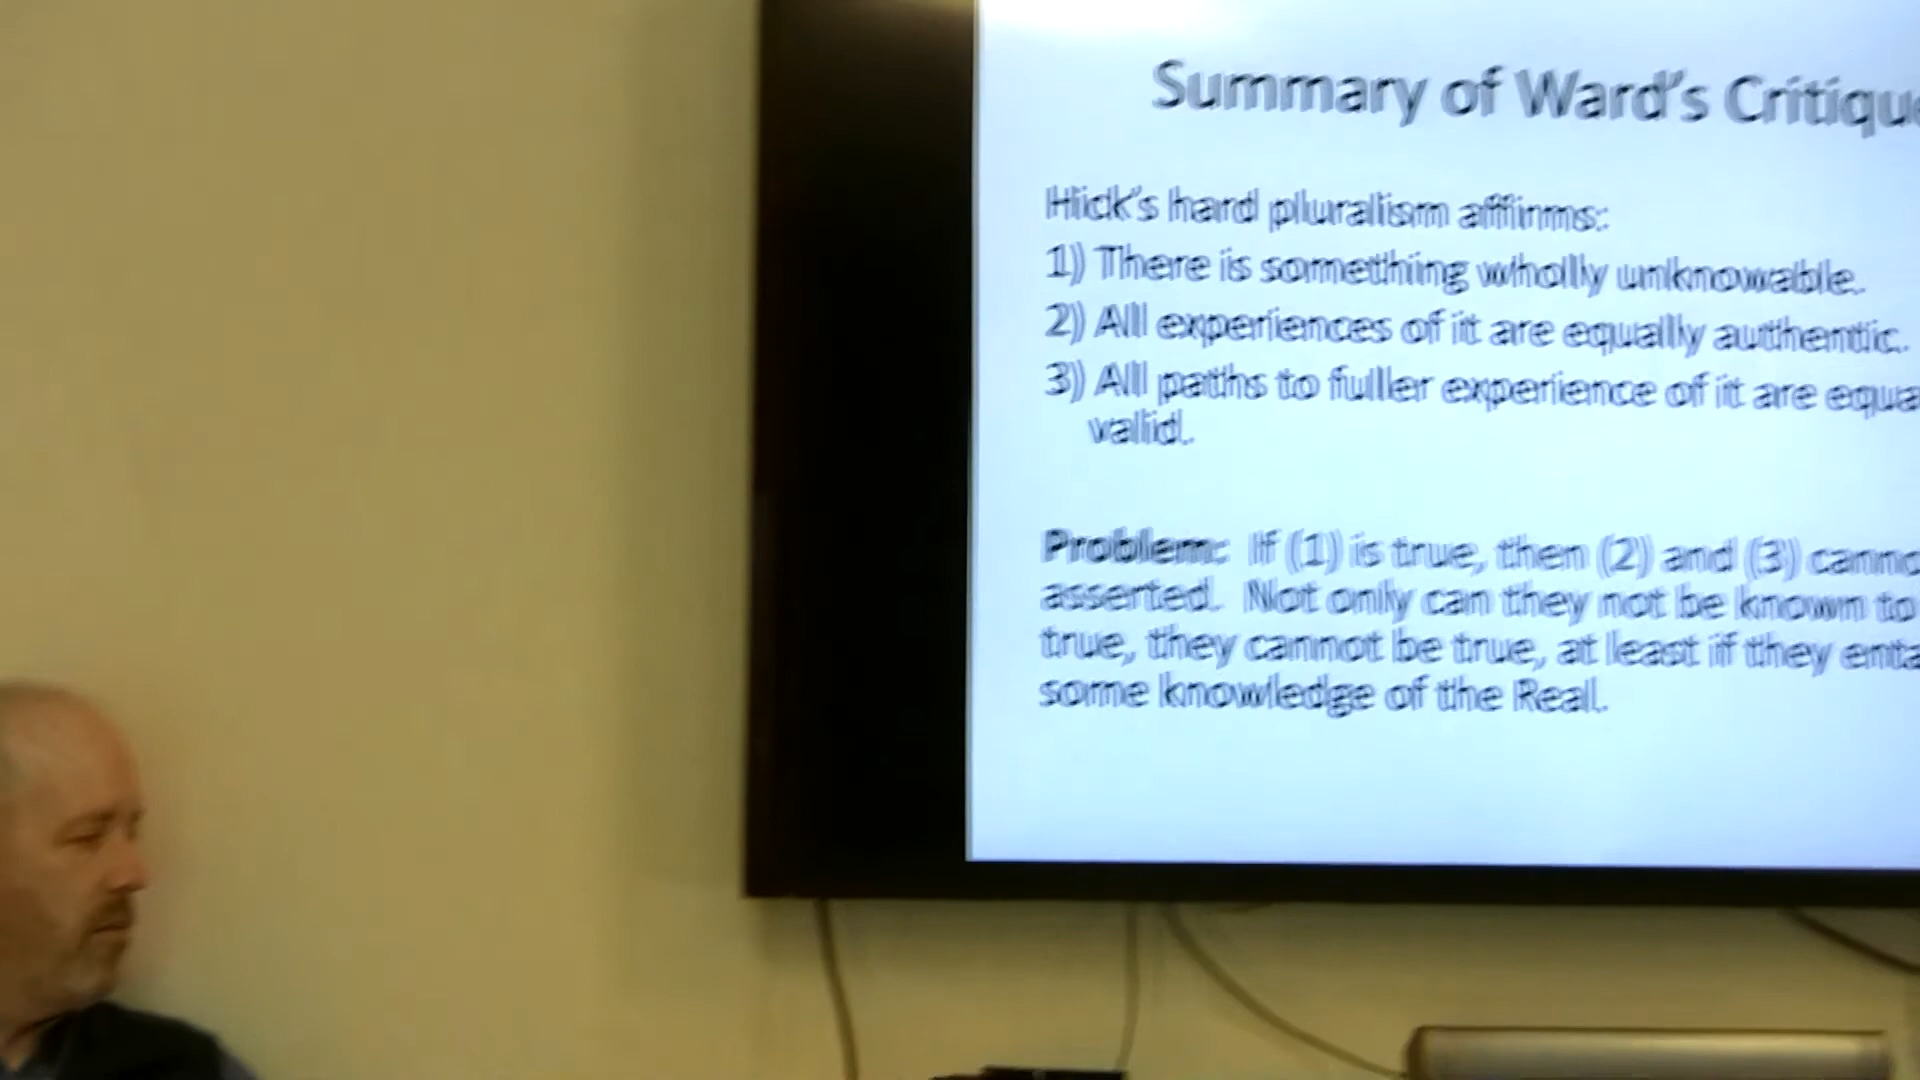 Summary of Ward's Critique
Hick's hard pluralism affirms:
1) There is something wholly unknowable.
2) All experiences of it are equally authentic.
3) All paths to fuller experience of it are equa
valid.
Problem: If (1) is true, then (2) and (3) canno
asserted. Not only can they not be known to
true, they cannot be true, at least if they enta
some knowledge of the Real.